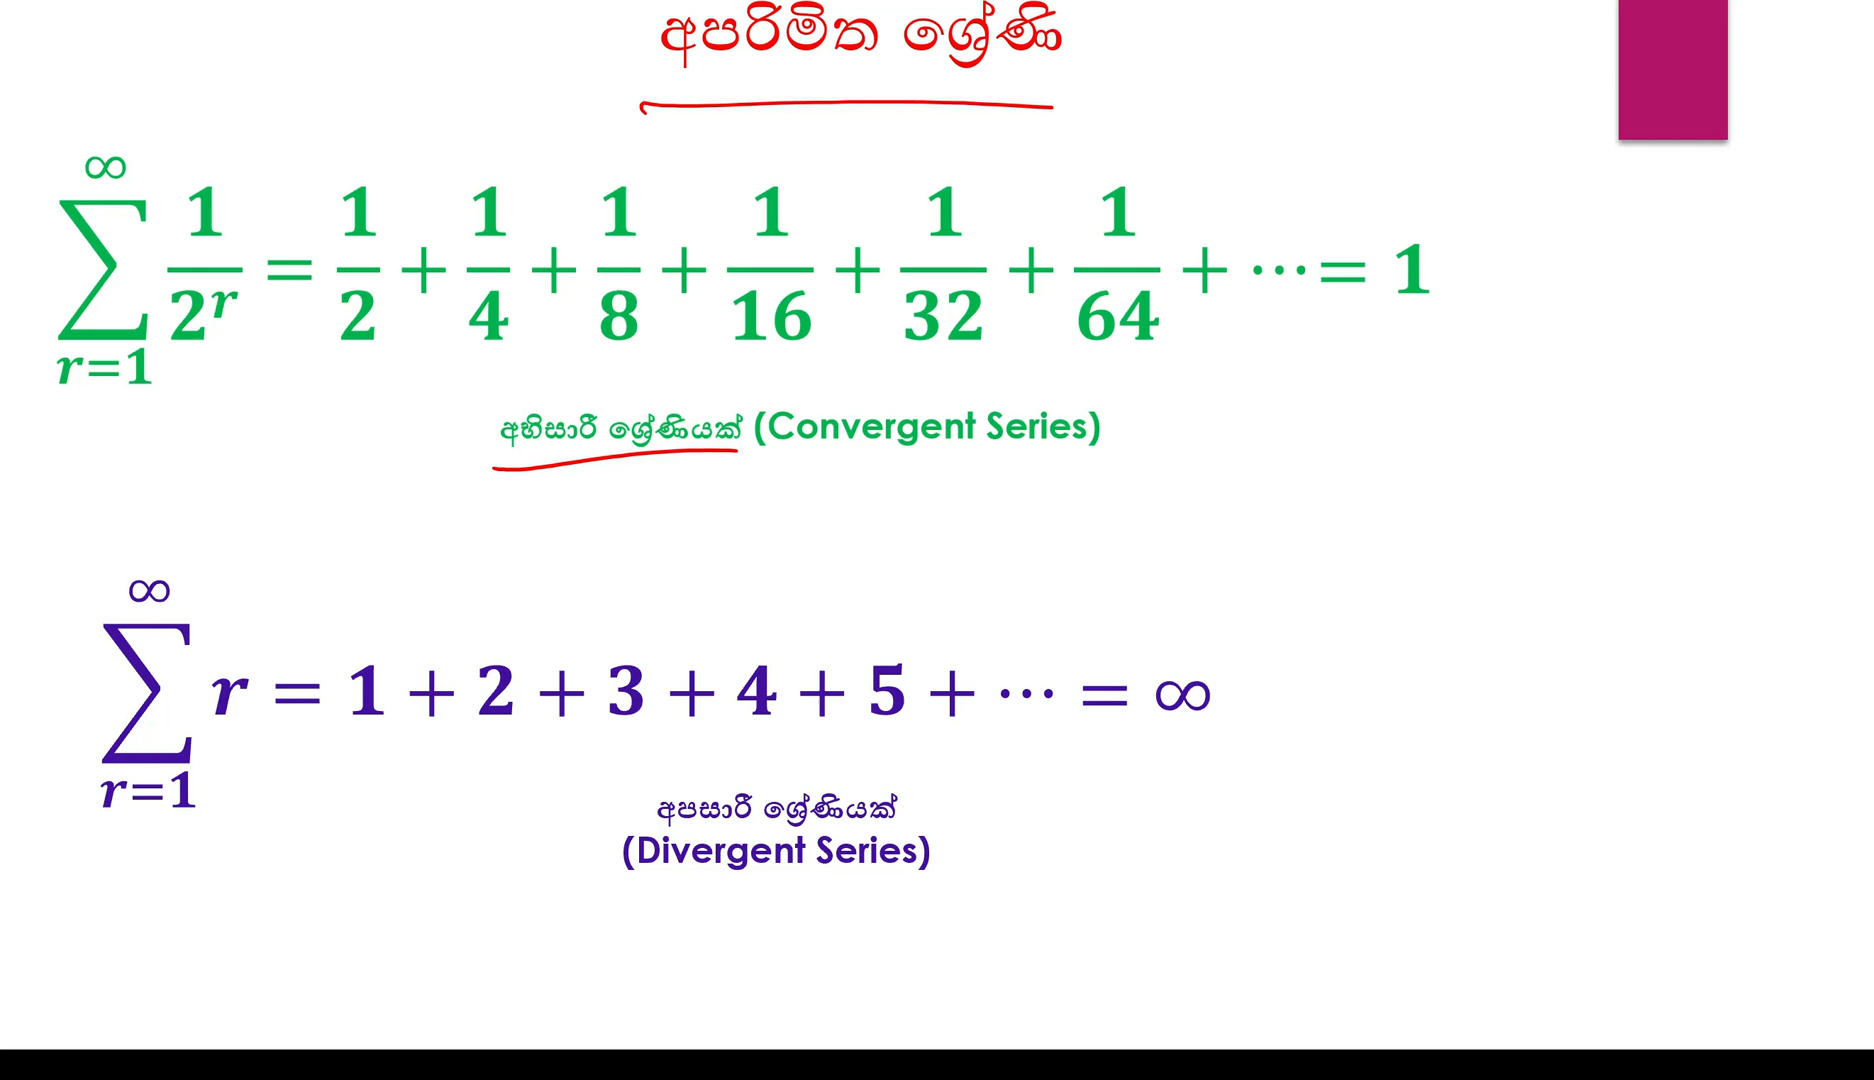 අපරිමිත ශ්‍රේණි
∞
∑ 1/2^r = 1/2 + 1/4 + 1/8 + 1/16 + 1/32 + 1/64 + ⋯ = 1
r=1
අභිසාරී ශ්‍රේණියක් (Convergent Series)
∞
∑ r = 1 + 2 + 3 + 4 + 5 + ⋯ = ∞
r=1
අපසාරී ශ්‍රේණියක්
(Divergent Series)